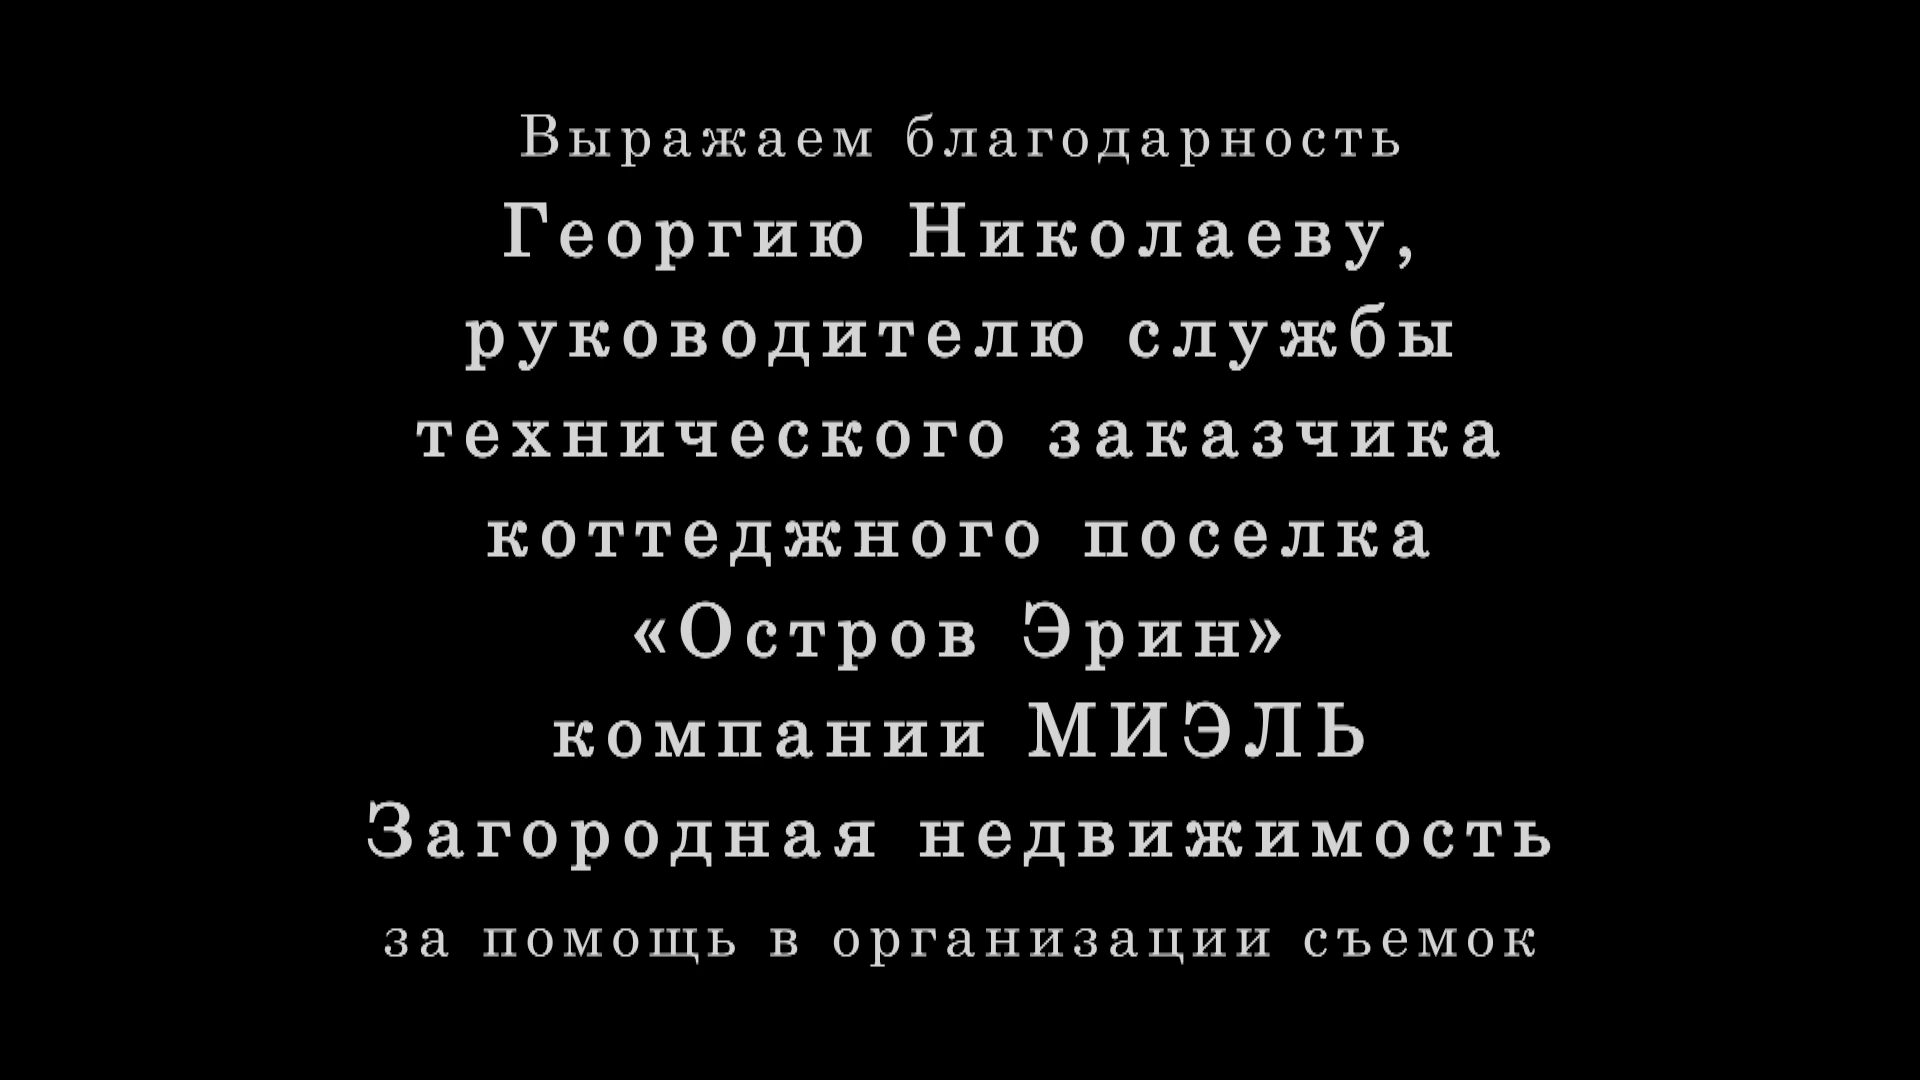 Выражаем благодарность
Георгию Николаеву,
руководителю службы
технического заказчика
коттеджного поселка
«Остров Эрин»
компании МИЭЛЬ
Загородная недвижимость
за помощь в организации съемок